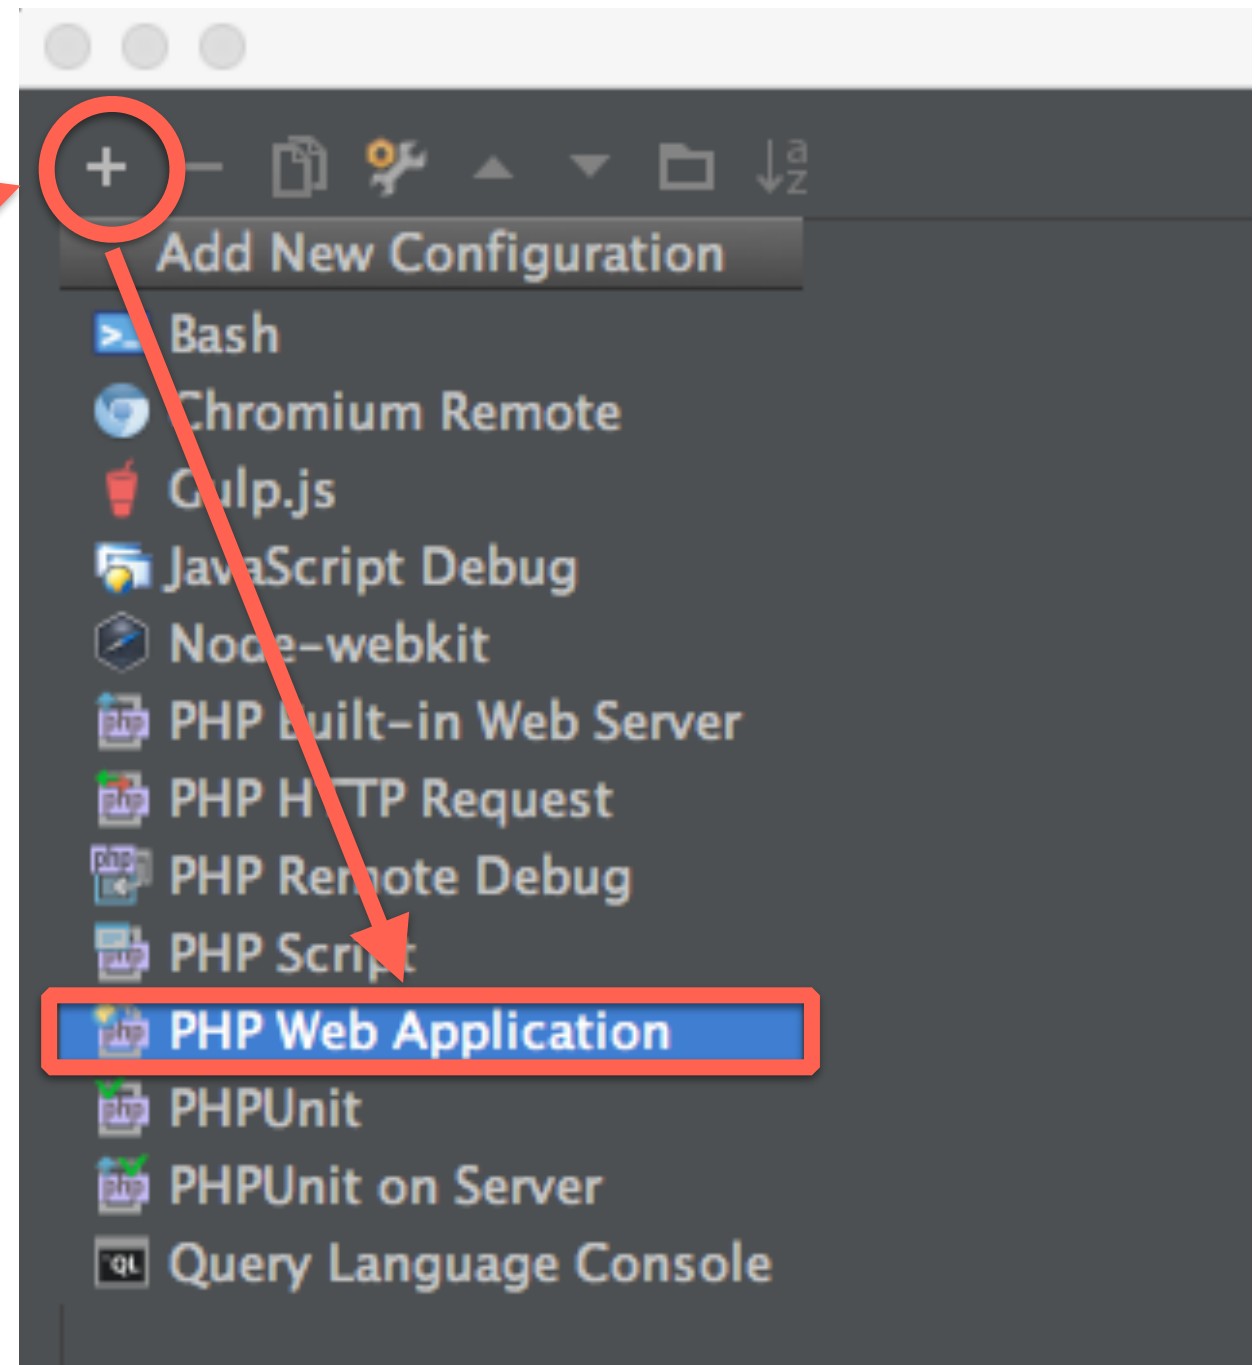 a
z
Add New Configuration
Bash
Chromium Remote
Gulp.js
JavaScript Debug
Node-webkit
PHP Built-in Web Server
PHP HTTP Request
PHP Remote Debug
PHP Script
PHP Web Application
PHPUnit
PHPUnit on Server
Query Language Console